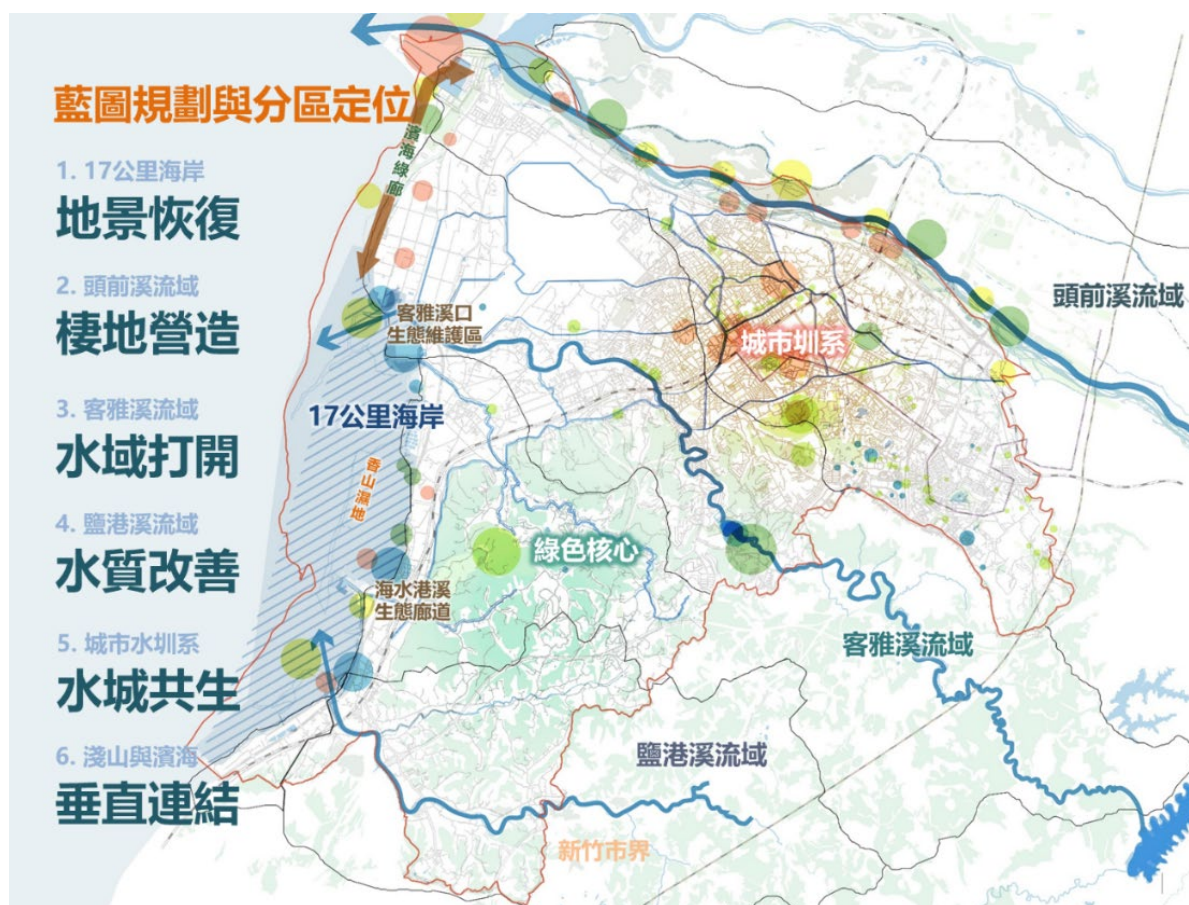 藍圖規劃與分區定位
1. 17公里海岸
地景恢復
2. 頭前溪流域
棲地營造
3. 客雅溪流域
水域打開
4. 鹽港溪流域
水質改善
5. 城市水圳系
水城共生
6. 淺山與濱海
垂直連結
濱海綠廊
客雅溪口
生態維護區
17公里海岸
香山濕地
海水港溪
生態廊道
綠色核心
城市圳系
頭前溪流域
客雅溪流域
鹽港溪流域
新竹市界